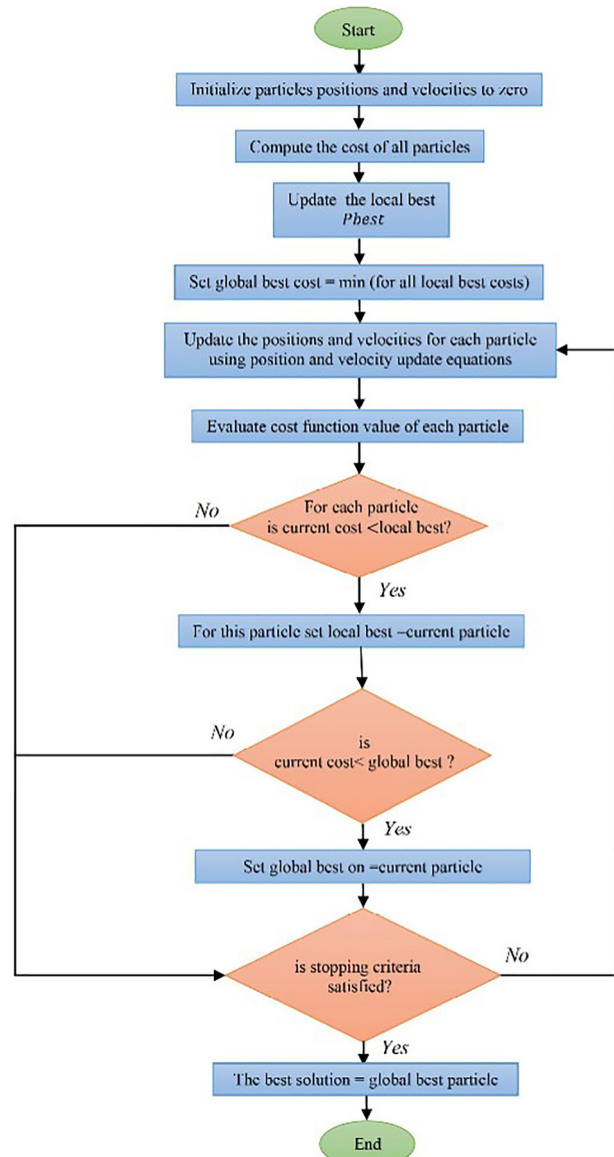 Start
Initialize particles positions and velocities to zero
Compute the cost of all particles
Update the local best
Pbest
Set global best cost = min (for all local best costs)
Update the positions and velocities for each particle
using position and velocity update equations
Evaluate cost function value of each particle
For each particle
is current cost <local best?
No
Yes
For this particle set local best =current particle
is
current cost< global best ?
No
Yes
Set global best on =current particle
is stopping criteria
satisfied?
No
Yes
The best solution = global best particle
End